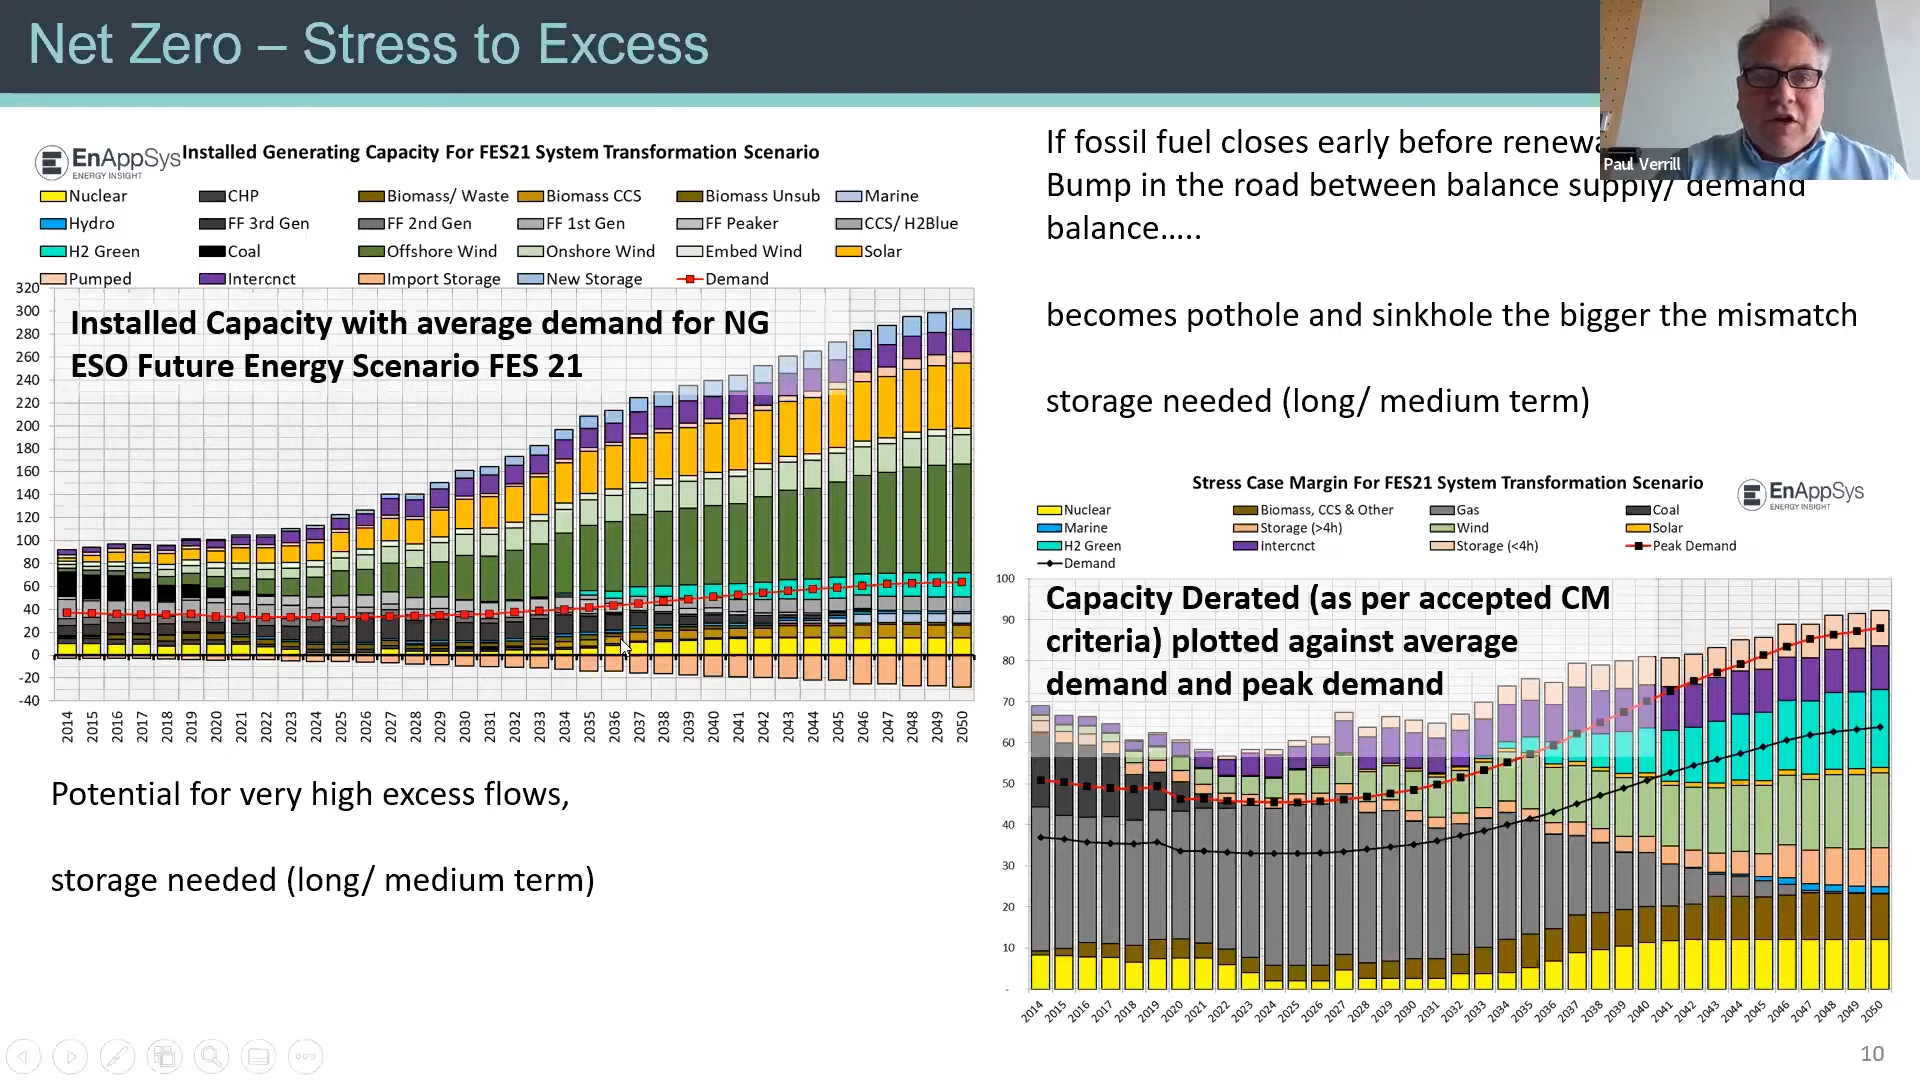 Net Zero – Stress to Excess
Paul Verrill
EnAppSys
ENERGY INSIGHT
Installed Generating Capacity For FES21 System Transformation Scenario
Nuclear CHP Biomass/ Waste Biomass CCS Biomass Unsub Marine
Hydro FF 3rd Gen FF 2nd Gen FF 1st Gen FF Peaker CCS/ H2Blue
H2 Green Coal Offshore Wind Onshore Wind Embed Wind Solar
Pumped Intercnct Import Storage New Storage Demand
Installed Capacity with average demand for NG
ESO Future Energy Scenario FES 21
320
300
280
260
240
220
200
180
160
140
120
100
80
60
40
20
0
-20
-40
2014 2015 2016 2017 2018 2019 2020 2021 2022 2023 2024 2025 2026 2027 2028 2029 2030 2031 2032 2033 2034 2035 2036 2037 2038 2039 2040 2041 2042 2043 2044 2045 2046 2047 2048 2049 2050
Potential for very high excess flows,
storage needed (long/ medium term)
If fossil fuel closes early before
Bump in the road between balance supply/ demand
balance.....
becomes pothole and sinkhole the bigger the mismatch
storage needed (long/ medium term)
Stress Case Margin For FES21 System Transformation Scenario
EnAppSys
ENERGY INSIGHT
Nuclear Biomass, CCS & Other Gas Coal
Marine Storage (>4h) Wind Solar
H2 Green Intercnct Storage (<4h) Peak Demand
Demand
Capacity Derated (as per accepted CM
criteria) plotted against average
demand and peak demand
100
90
80
70
60
50
40
30
20
10
-
2014 2015 2016 2017 2018 2019 2020 2021 2022 2023 2024 2025 2026 2027 2028 2029 2030 2031 2032 2033 2034 2035 2036 2037 2038 2039 2040 2041 2042 2043 2044 2045 2046 2047 2048 2049 2050
10